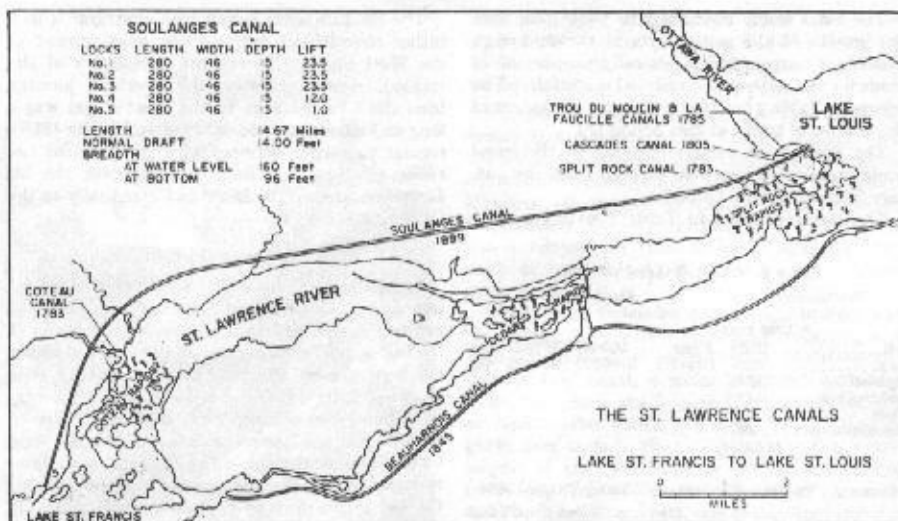 SOULANGES CANAL
LOCKS LENGTH WIDTH DEPTH LIFT
No.1 280 46 15 23.5
No.2 280 46 15 23.5
No.3 280 46 15 23.5
No.4 280 46 15 12.0
No.5 280 46 15 1.0
LENGTH 14.67 Miles
NORMAL DRAFT 14.00 Feet
BREADTH
AT WATER LEVEL 160 Feet
AT BOTTOM 96 Feet
OTTAWA RIVER
LAKE
ST. LOUIS
TROU DU MOULIN & LA
FAUCILLE CANALS 1785
CASCADES CANAL 1805
SPLIT ROCK CANAL 1783
SPLIT ROCK
RAPIDS
SOULANGES CANAL
1899
COTEAU
CANAL
1783
ST. LAWRENCE RIVER
BEAUHARNOIS CANAL
1845
LAKE ST. FRANCIS
THE ST. LAWRENCE CANALS
LAKE ST. FRANCIS TO LAKE ST. LOUIS
MILES